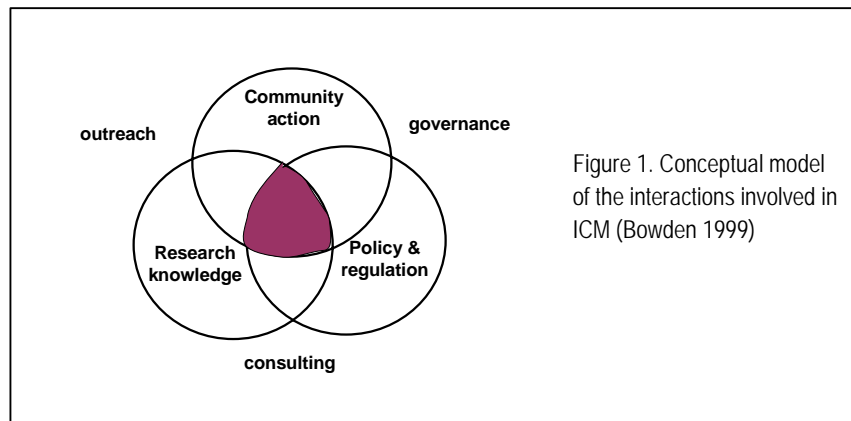 Community
action
outreach
governance
Research
knowledge
Policy &
regulation
consulting
Figure 1. Conceptual model
of the interactions involved in
ICM (Bowden 1999)